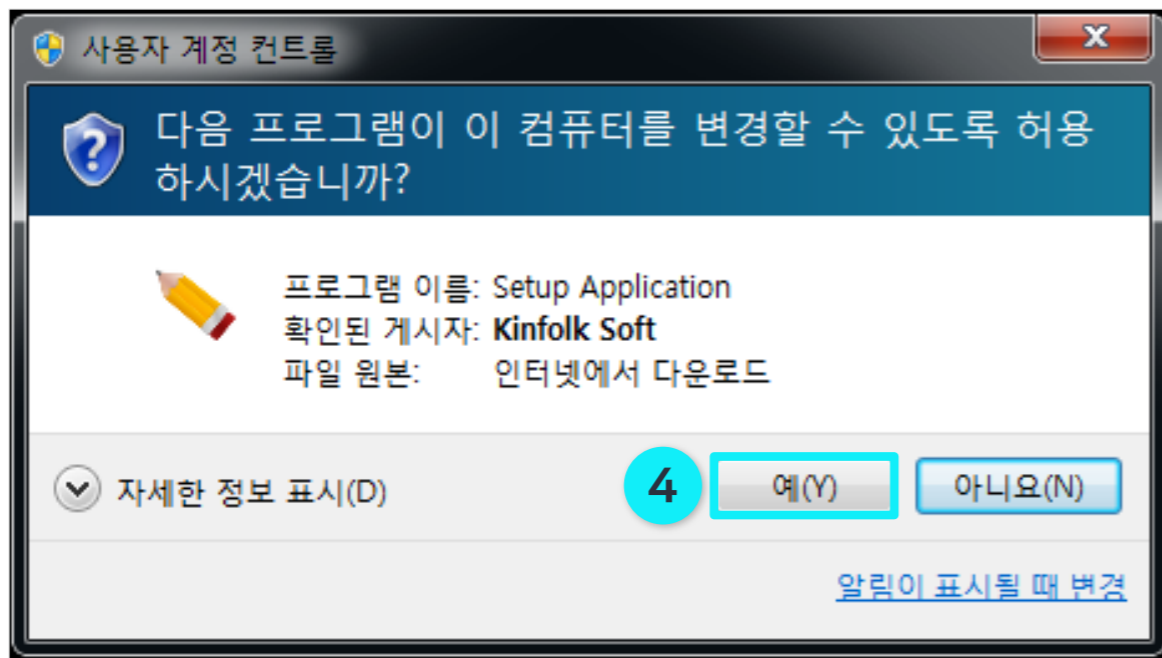 사용자 계정 컨트롤
다음 프로그램이 이 컴퓨터를 변경할 수 있도록 허용
하시겠습니까?
프로그램 이름: Setup Application
확인된 게시자: Kinfolk Soft
파일 원본: 인터넷에서 다운로드
자세한 정보 표시(D) 4 예(Y) 아니요(N)
알림이 표시될 때 변경